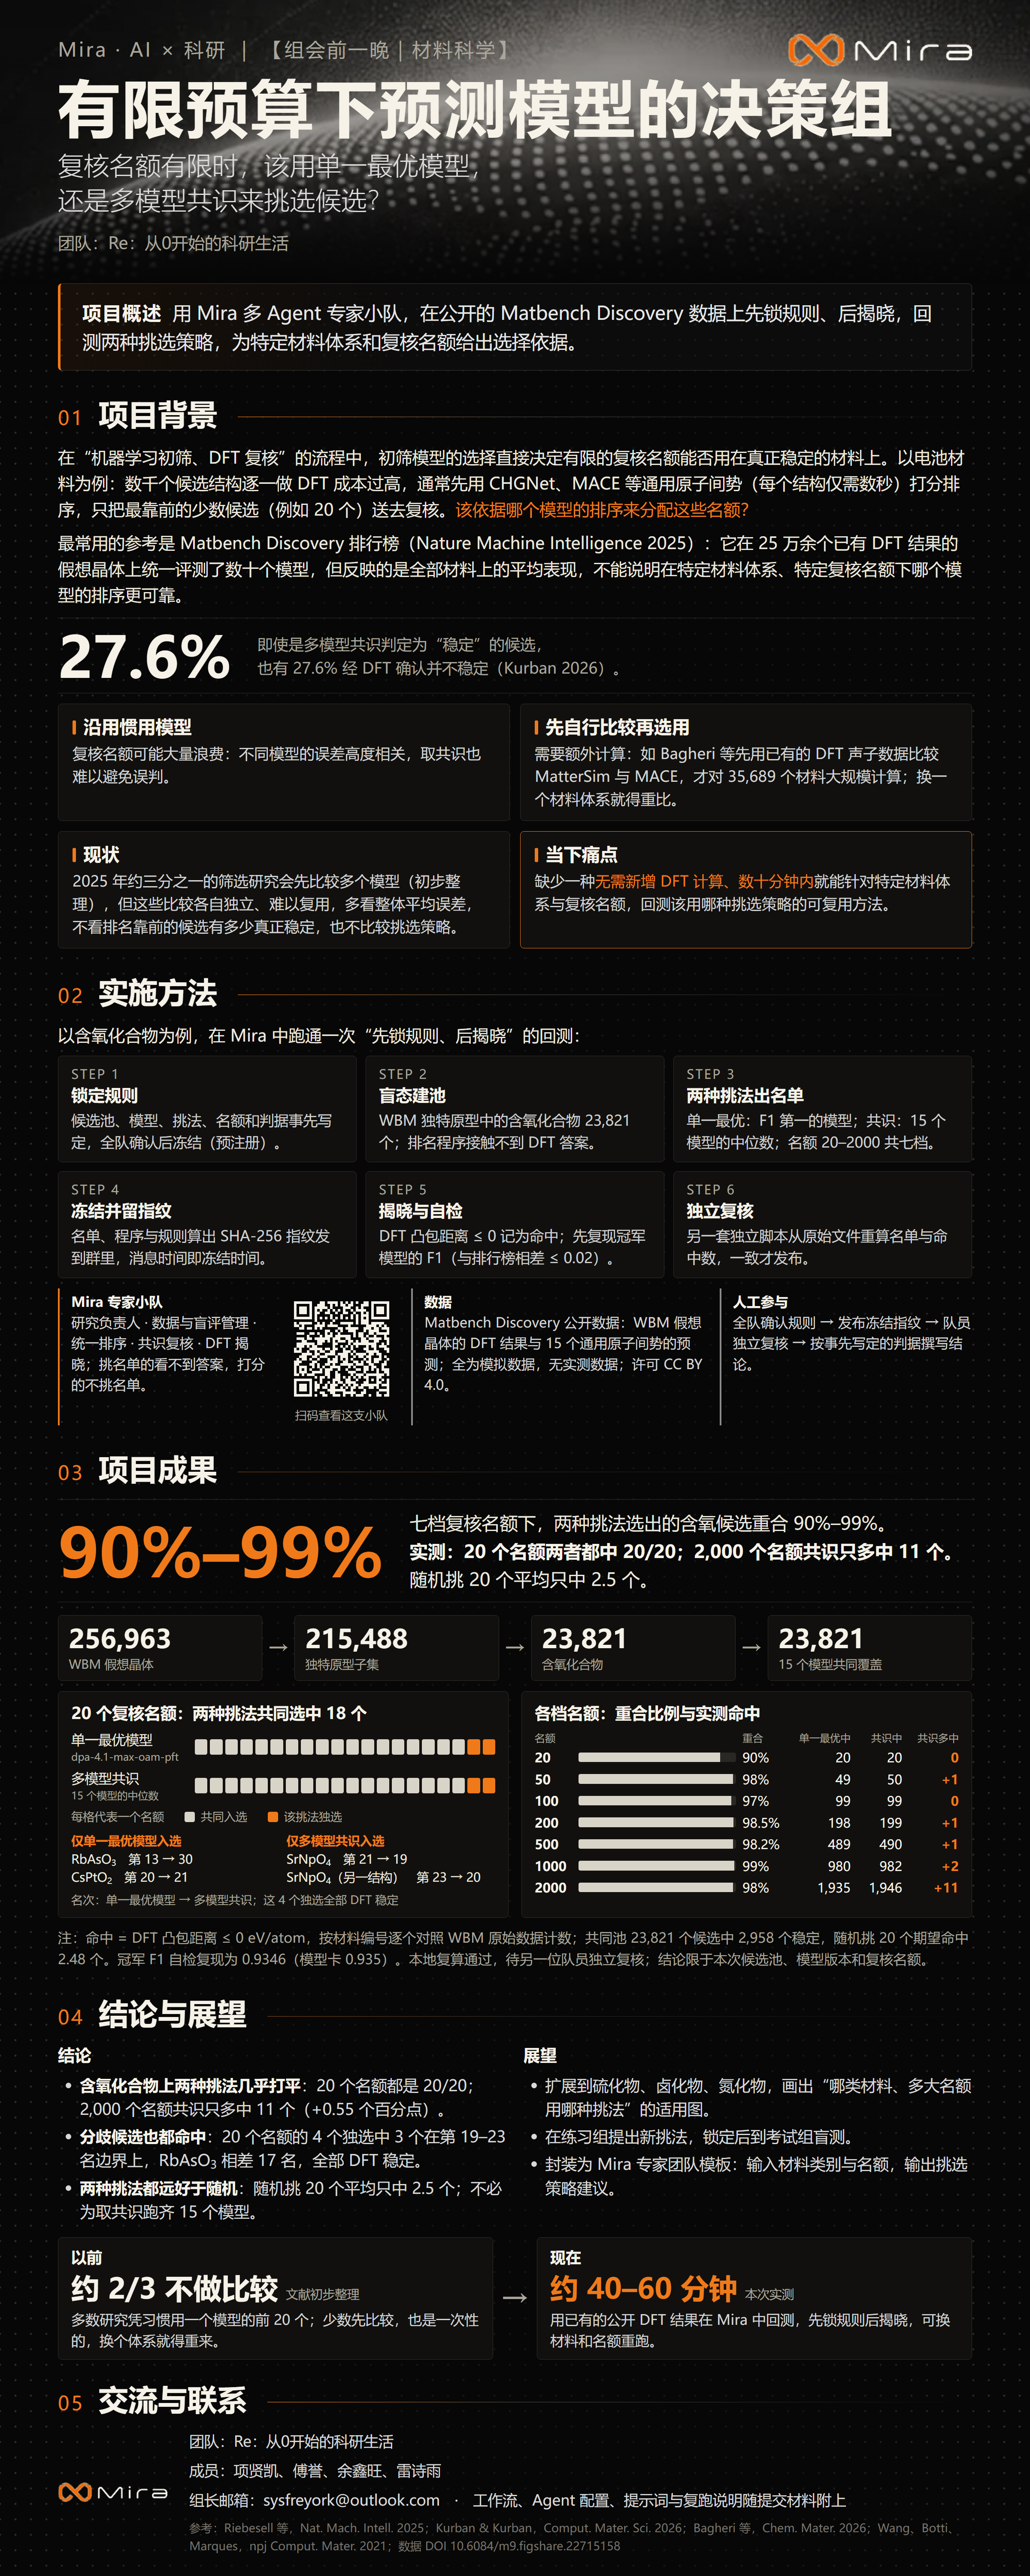 Mira · AI × 科研 ｜ 【组会前一晚｜材料科学】
Mira
有限预算下预测模型的决策组
复核名额有限时，该用单一最优模型，
还是多模型共识来挑选候选？
团队：Re：从0开始的科研生活
项目概述 用 Mira 多 Agent 专家小队，在公开的 Matbench Discovery 数据上先锁规则、后揭晓，回
测两种挑选策略，为特定材料体系和复核名额给出选择依据。
01 项目背景
在“机器学习初筛、DFT 复核”的流程中，初筛模型的选择直接决定有限的复核名额能否用在真正稳定的材料上。以电池材
料为例：数千个候选结构逐一做 DFT 成本过高，通常先用 CHGNet、MACE 等通用原子间势（每个结构仅需数秒）打分排
序，只把最靠前的少数候选（例如 20 个）送去复核。该依据哪个模型的排序来分配这些名额？
最常用的参考是 Matbench Discovery 排行榜（Nature Machine Intelligence 2025）：它在 25 万余个已有 DFT 结果的
假想晶体上统一评测了数十个模型，但反映的是全部材料上的平均表现，不能说明在特定材料体系、特定复核名额下哪个模
型的排序更可靠。
27.6%
即使是多模型共识判定为“稳定”的候选，
也有 27.6% 经 DFT 确认并不稳定（Kurban 2026）。
沿用惯用模型
复核名额可能大量浪费：不同模型的误差高度相关，取共识也
难以避免误判。
先自行比较再选用
需要额外计算：如 Bagheri 等先用已有的 DFT 声子数据比较
MatterSim 与 MACE，才对 35,689 个材料大规模计算；换一
个材料体系就得重比。
现状
2025 年约三分之一的筛选研究会先比较多个模型（初步整
理），但这些比较各自独立、难以复用，多看整体平均误差，
不看排名靠前的候选有多少真正稳定，也不比较挑选策略。
当下痛点
缺少一种无需新增 DFT 计算、数十分钟内就能针对特定材料体
系与复核名额，回测该用哪种挑选策略的可复用方法。
02 实施方法
以含氧化合物为例，在 Mira 中跑通一次“先锁规则、后揭晓”的回测：
STEP 1
锁定规则
候选池、模型、挑法、名额和判据事先写
定，全队确认后冻结（预注册）。
STEP 2
盲态建池
WBM 独特原型中的含氧化合物 23,821
个；排名程序接触不到 DFT 答案。
STEP 3
两种挑法出名单
单一最优：F1 第一的模型；共识：15 个
模型的中位数；名额 20–2000 共七档。
STEP 4
冻结并留指纹
名单、程序与规则算出 SHA-256 指纹发
到群里，消息时间即冻结时间。
STEP 5
揭晓与自检
DFT 凸包距离 ≤ 0 记为命中；先复现冠军
模型的 F1（与排行榜相差 ≤ 0.02）。
STEP 6
独立复核
另一套独立脚本从原始文件重算名单与命
中数，一致才发布。
Mira 专家小队
研究负责人 · 数据与盲评管理 ·
统一排序 · 共识复核 · DFT 揭
晓；挑名单的看不到答案，打分
的不挑名单。
扫码查看这支小队
数据
Matbench Discovery 公开数据：WBM 假想
晶体的 DFT 结果与 15 个通用原子间势的预
测；全为模拟数据，无实测数据；许可 CC BY
4.0。
人工参与
全队确认规则 → 发布冻结指纹 → 队员
独立复核 → 按事先写定的判据撰写结
论。
03 项目成果
90%–99%
七档复核名额下，两种挑法选出的含氧候选重合 90%–99%。
实测：20 个名额两者都中 20/20；2,000 个名额共识只多中 11 个。
随机挑 20 个平均只中 2.5 个。
256,963
WBM 假想晶体
→
215,488
独特原型子集
→
23,821
含氧化合物
→
23,821
15 个模型共同覆盖
20 个复核名额：两种挑法共同选中 18 个
单一最优模型
dpa-4.1-max-oam-pft
多模型共识
15 个模型的中位数
每格代表一个名额 共同入选 该挑法独选
仅单一最优模型入选 仅多模型共识入选
RbAsO₃ 第 13 → 30 SrNpO₄ 第 21 → 19
CsPtO₂ 第 20 → 21 SrNpO₄（另一结构） 第 23 → 20
名次：单一最优模型 → 多模型共识；这 4 个独选全部 DFT 稳定
各档名额：重合比例与实测命中
名额 重合 单一最优中 共识中 共识多中
20 90% 20 20 0
50 98% 49 50 +1
100 97% 99 99 0
200 98.5% 198 199 +1
500 98.2% 489 490 +1
1000 99% 980 982 +2
2000 98% 1,935 1,946 +11
注：命中 = DFT 凸包距离 ≤ 0 eV/atom，按材料编号逐个对照 WBM 原始数据计数；共同池 23,821 个候选中 2,958 个稳定，随机挑 20 个期望命中
2.48 个。冠军 F1 自检复现为 0.9346（模型卡 0.935）。本地复算通过，待另一位队员独立复核；结论限于本次候选池、模型版本和复核名额。
04 结论与展望
结论
• 含氧化合物上两种挑法几乎打平：20 个名额都是 20/20；
2,000 个名额共识只多中 11 个（+0.55 个百分点）。
• 分歧候选也都命中：20 个名额的 4 个独选中 3 个在第 19–23
名边界上，RbAsO₃ 相差 17 名，全部 DFT 稳定。
• 两种挑法都远好于随机：随机挑 20 个平均只中 2.5 个；不必
为取共识跑齐 15 个模型。
展望
• 扩展到硫化物、卤化物、氮化物，画出“哪类材料、多大名额
用哪种挑法”的适用图。
• 在练习组提出新挑法，锁定后到考试组盲测。
• 封装为 Mira 专家团队模板：输入材料类别与名额，输出挑选
策略建议。
以前
约 2/3 不做比较 文献初步整理
多数研究凭习惯用一个模型的前 20 个；少数先比较，也是一次性
的，换个体系就得重来。
→
现在
约 40–60 分钟 本次实测
用已有的公开 DFT 结果在 Mira 中回测，先锁规则后揭晓，可换
材料和名额重跑。
05 交流与联系
Mira
团队：Re：从0开始的科研生活
成员：项贤凯、傅誉、余鑫旺、雷诗雨
组长邮箱：sysfreyork@outlook.com · 工作流、Agent 配置、提示词与复跑说明随提交材料附上
参考：Riebesell 等，Nat. Mach. Intell. 2025；Kurban & Kurban，Comput. Mater. Sci. 2026；Bagheri 等，Chem. Mater. 2026；Wang、Botti、
Marques，npj Comput. Mater. 2021；数据 DOI 10.6084/m9.figshare.22715158